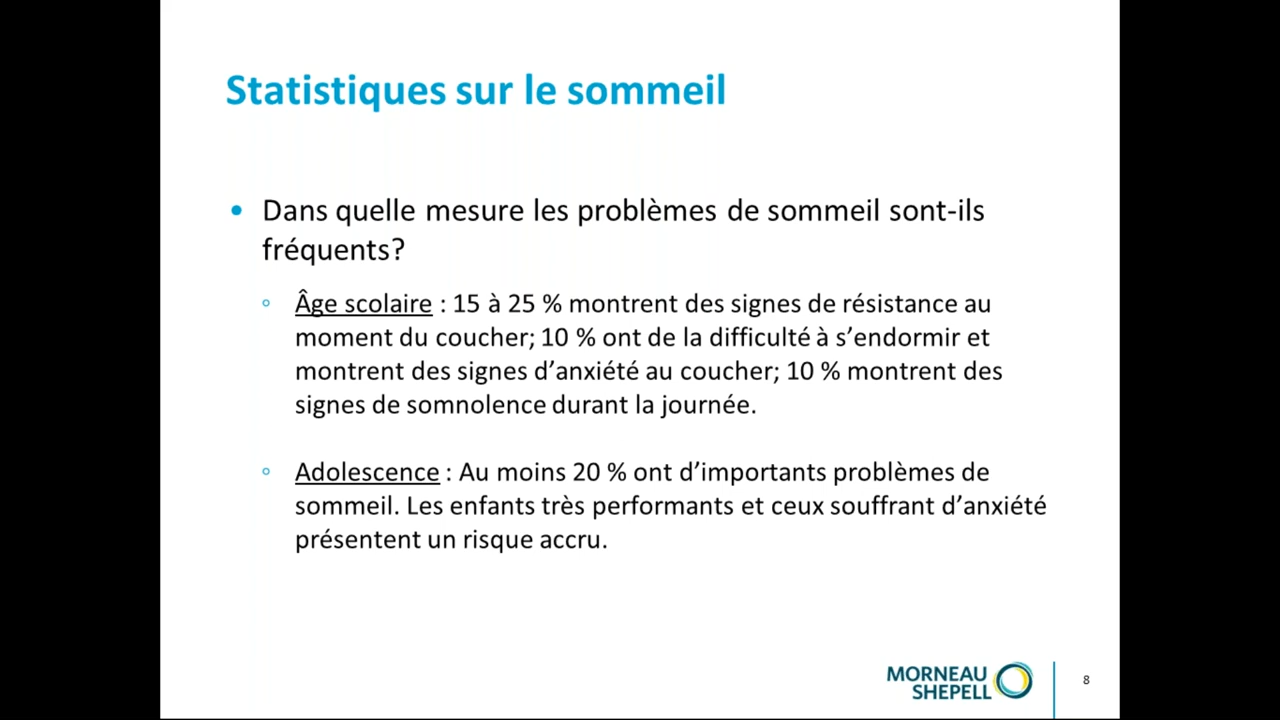 Statistiques sur le sommeil
• Dans quelle mesure les problèmes de sommeil sont-ils
fréquents?
◦ Âge scolaire : 15 à 25 % montrent des signes de résistance au
moment du coucher; 10 % ont de la difficulté à s’endormir et
montrent des signes d’anxiété au coucher; 10 % montrent des
signes de somnolence durant la journée.
◦ Adolescence : Au moins 20 % ont d’importants problèmes de
sommeil. Les enfants très performants et ceux souffrant d’anxiété
présentent un risque accru.
MORNEAU
SHEPELL
8